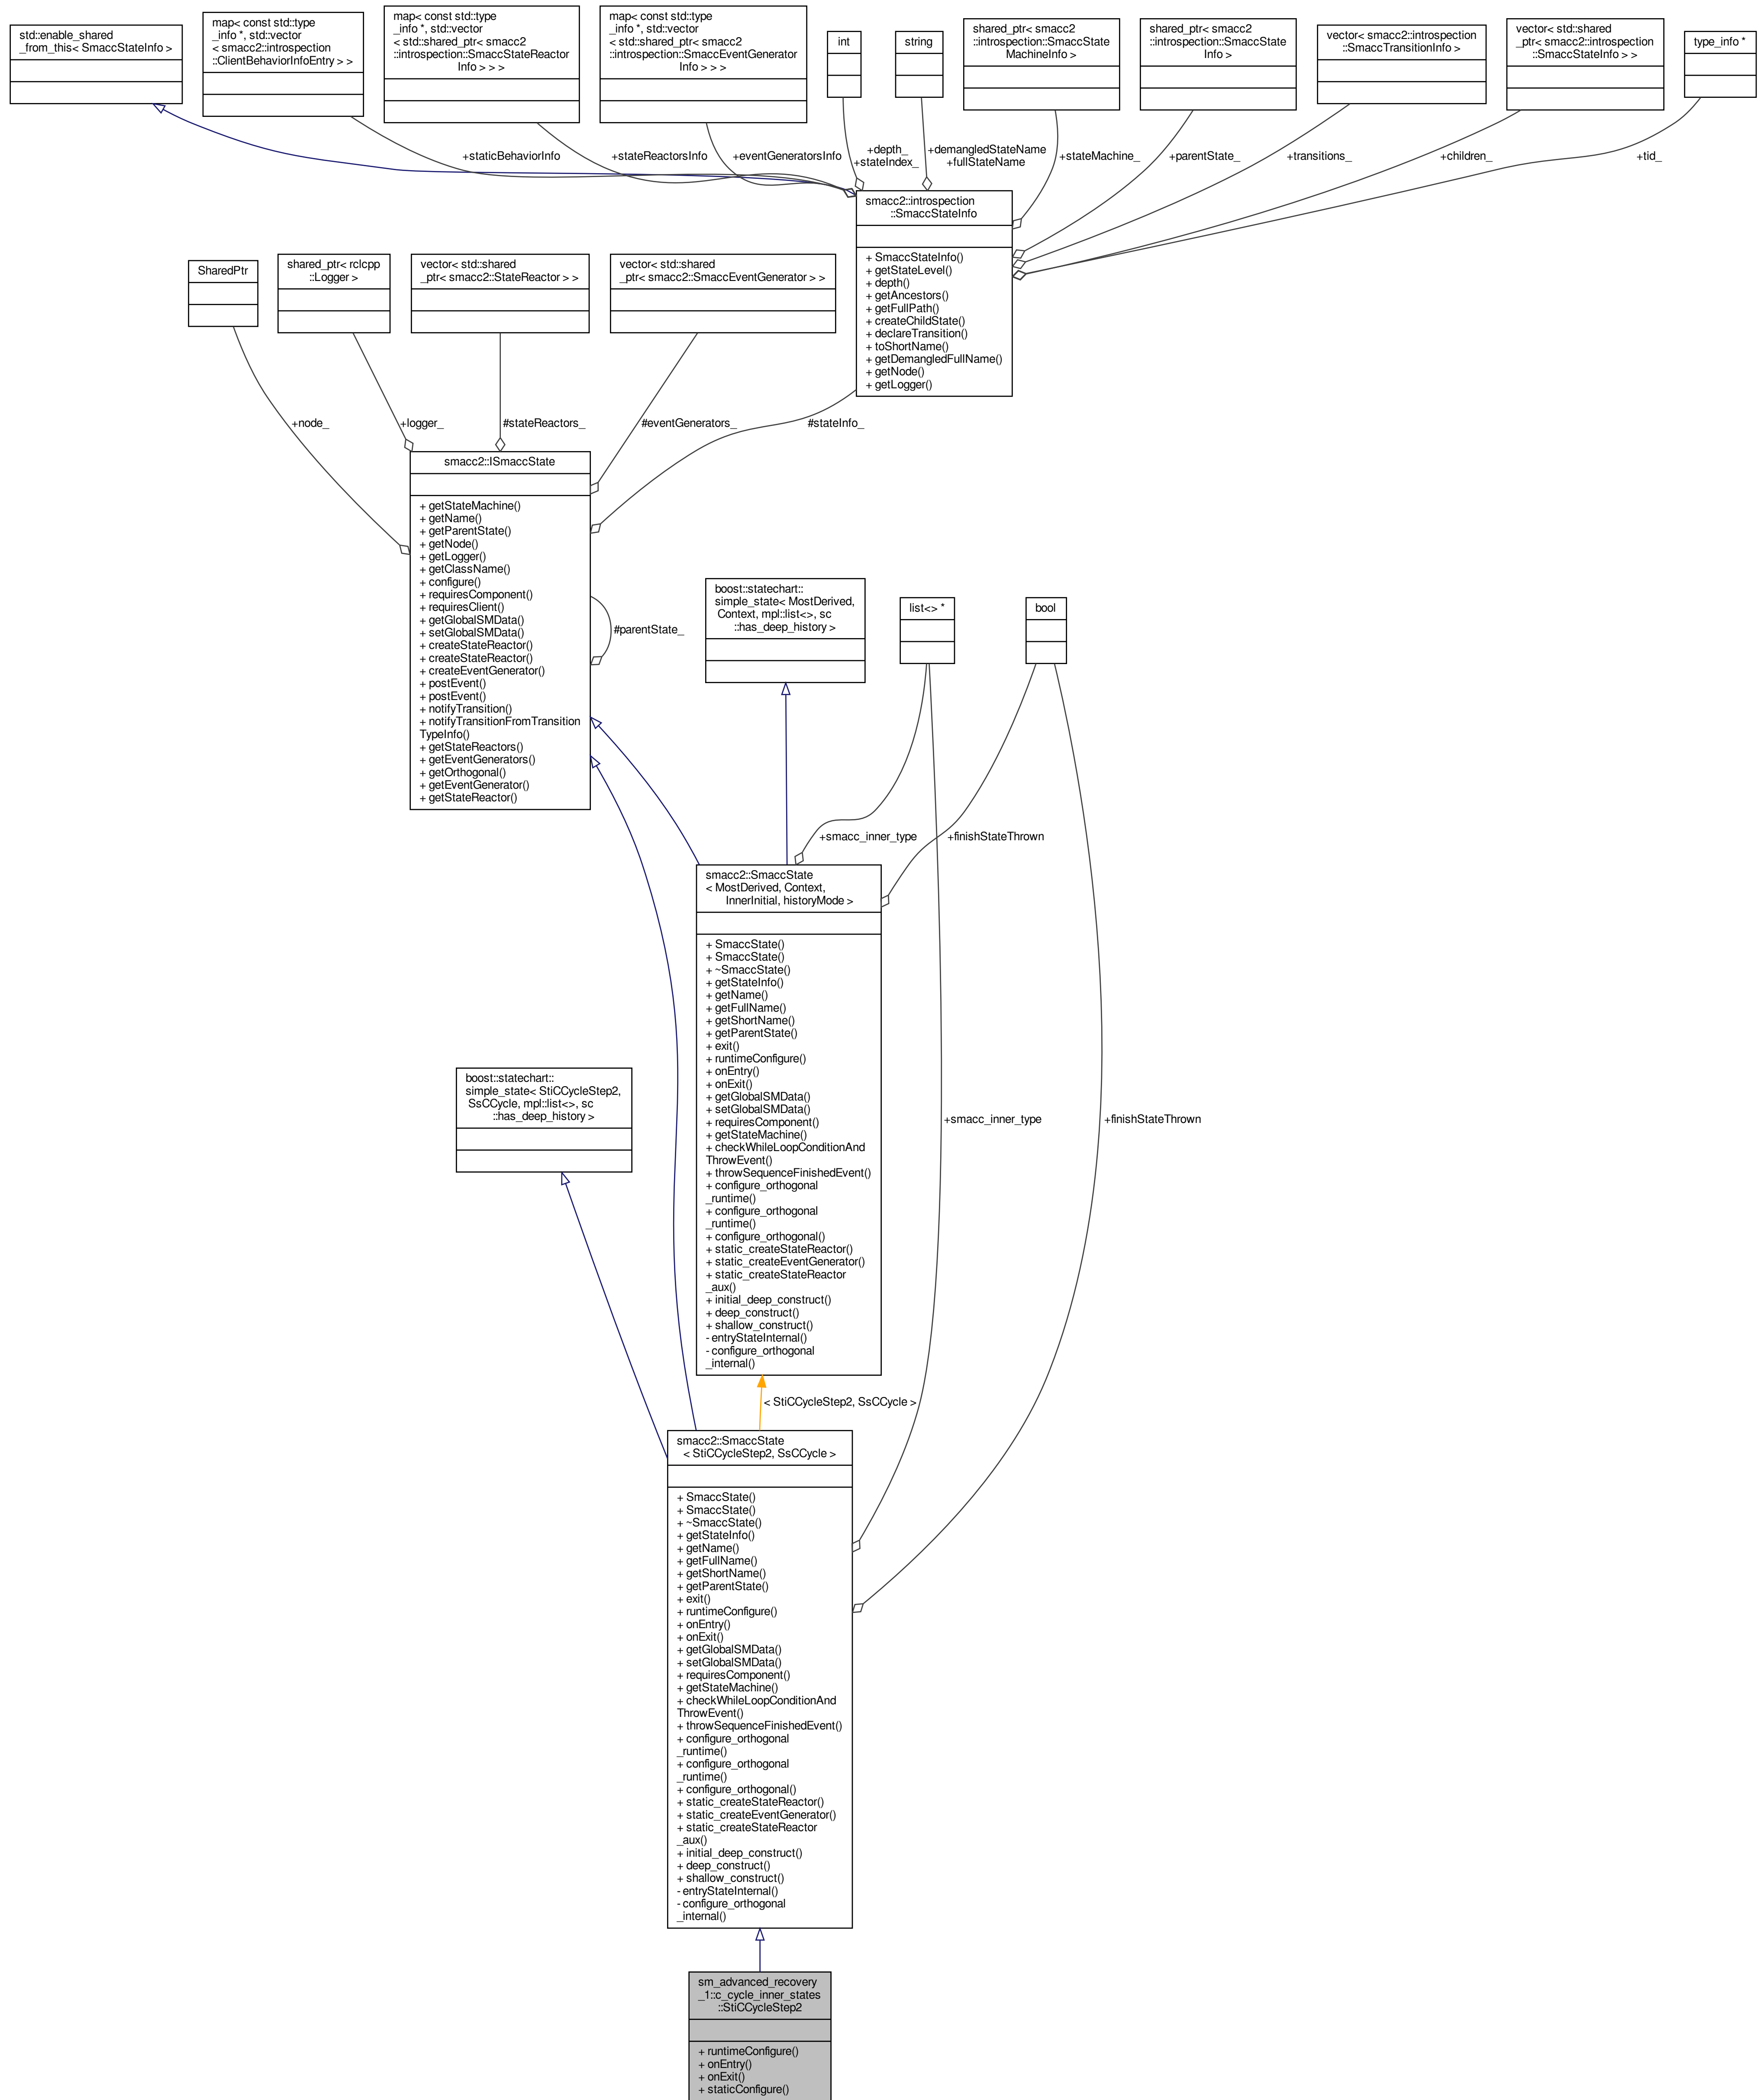 std::enable_shared
_from_this< SmaccStateInfo >
map< const std::type
_info *, std::vector
< smacc2::introspection
::ClientBehaviorInfoEntry > >
map< const std::type
_info *, std::vector
< std::shared_ptr< smacc2
::introspection::SmaccStateReactor
Info > > >
map< const std::type
_info *, std::vector
< std::shared_ptr< smacc2
::introspection::SmaccEventGenerator
Info > > >
int
string
shared_ptr< smacc2
::introspection::SmaccState
MachineInfo >
shared_ptr< smacc2
::introspection::SmaccState
Info >
vector< smacc2::introspection
::SmaccTransitionInfo >
vector< std::shared
_ptr< smacc2::introspection
::SmaccStateInfo > >
type_info *
+staticBehaviorInfo
+stateReactorsInfo
+eventGeneratorsInfo
+depth_
+stateIndex_
+demangledStateName
+fullStateName
+stateMachine_
+parentState_
+transitions_
+children_
+tid_
smacc2::introspection
::SmaccStateInfo
+ SmaccStateInfo()
+ getStateLevel()
+ depth()
+ getAncestors()
+ getFullPath()
+ createChildState()
+ declareTransition()
+ toShortName()
+ getDemangledFullName()
+ getNode()
+ getLogger()
SharedPtr
shared_ptr< rclcpp
::Logger >
vector< std::shared
_ptr< smacc2::StateReactor > >
vector< std::shared
_ptr< smacc2::SmaccEventGenerator > >
+node_
+logger_
#stateReactors_
#eventGenerators_
#stateInfo_
smacc2::ISmaccState
+ getStateMachine()
+ getName()
+ getParentState()
+ getNode()
+ getLogger()
+ getClassName()
+ configure()
+ requiresComponent()
+ requiresClient()
+ getGlobalSMData()
+ setGlobalSMData()
+ createStateReactor()
+ createStateReactor()
+ createEventGenerator()
+ postEvent()
+ postEvent()
+ notifyTransition()
+ notifyTransitionFromTransition
TypeInfo()
+ getStateReactors()
+ getEventGenerators()
+ getOrthogonal()
+ getEventGenerator()
+ getStateReactor()
#parentState_
boost::statechart::
simple_state< MostDerived,
Context, mpl::list<>, sc
::has_deep_history >
list<> *
bool
+smacc_inner_type
+finishStateThrown
smacc2::SmaccState
< MostDerived, Context,
InnerInitial, historyMode >
+ SmaccState()
+ SmaccState()
+ ~SmaccState()
+ getStateInfo()
+ getName()
+ getFullName()
+ getShortName()
+ getParentState()
+ exit()
+ runtimeConfigure()
+ onEntry()
+ onExit()
+ getGlobalSMData()
+ setGlobalSMData()
+ requiresComponent()
+ getStateMachine()
+ checkWhileLoopConditionAnd
ThrowEvent()
+ throwSequenceFinishedEvent()
+ configure_orthogonal
_runtime()
+ configure_orthogonal
_runtime()
+ configure_orthogonal()
+ static_createStateReactor()
+ static_createEventGenerator()
+ static_createStateReactor
_aux()
+ initial_deep_construct()
+ deep_construct()
+ shallow_construct()
- entryStateInternal()
- configure_orthogonal
_internal()
boost::statechart::
simple_state< StiCCycleStep2,
SsCCycle, mpl::list<>, sc
::has_deep_history >
+smacc_inner_type
+finishStateThrown
< StiCCycleStep2, SsCCycle >
smacc2::SmaccState
< StiCCycleStep2, SsCCycle >
+ SmaccState()
+ SmaccState()
+ ~SmaccState()
+ getStateInfo()
+ getName()
+ getFullName()
+ getShortName()
+ getParentState()
+ exit()
+ runtimeConfigure()
+ onEntry()
+ onExit()
+ getGlobalSMData()
+ setGlobalSMData()
+ requiresComponent()
+ getStateMachine()
+ checkWhileLoopConditionAnd
ThrowEvent()
+ throwSequenceFinishedEvent()
+ configure_orthogonal
_runtime()
+ configure_orthogonal
_runtime()
+ configure_orthogonal()
+ static_createStateReactor()
+ static_createEventGenerator()
+ static_createStateReactor
_aux()
+ initial_deep_construct()
+ deep_construct()
+ shallow_construct()
- entryStateInternal()
- configure_orthogonal
_internal()
sm_advanced_recovery
_1::c_cycle_inner_states
::StiCCycleStep2
+ runtimeConfigure()
+ onEntry()
+ onExit()
+ staticConfigure()